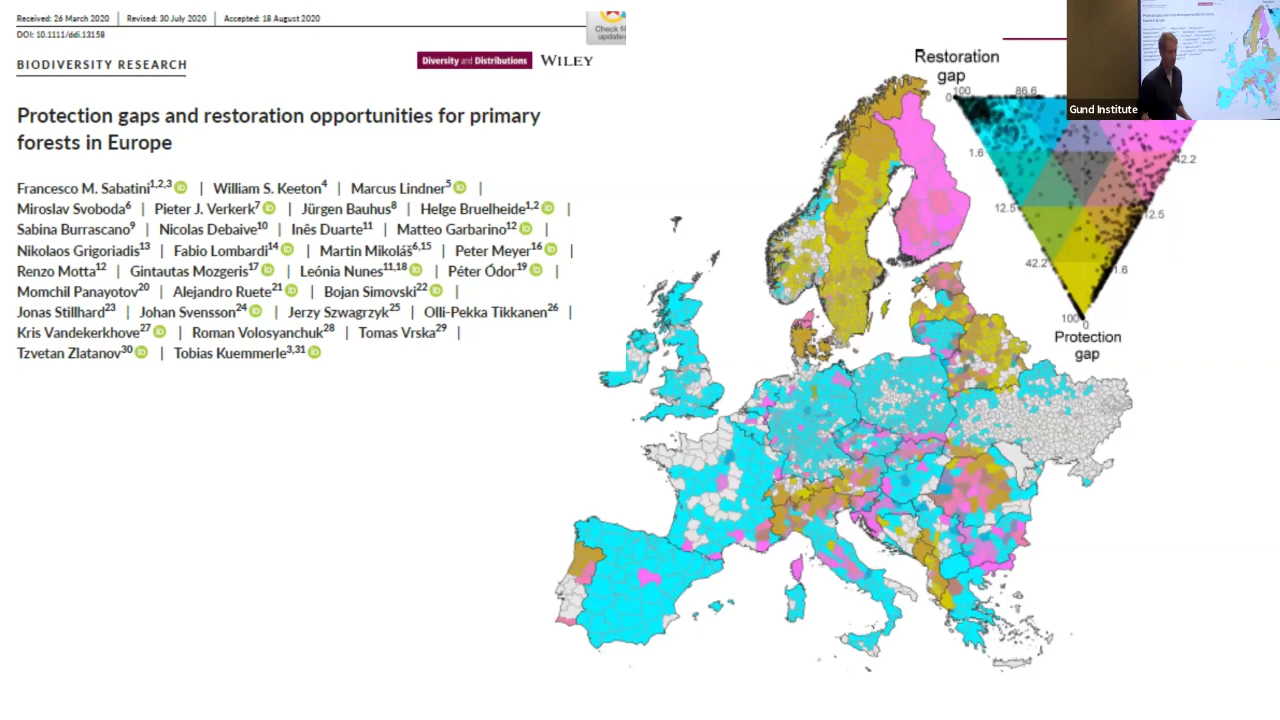 Received: 26 March 2020 | Revised: 30 July 2020 | Accepted: 18 August 2020
DOI: 10.1111/ddi.13158
BIODIVERSITY RESEARCH
Diversity and Distributions WILEY
Check f
update
Protection gaps and restoration opportunities for primary
forests in Europe
Francesco M. Sabatini1,2,3 | William S. Keeton4 | Marcus Lindner5 |
Miroslav Svoboda6 | Pieter J. Verkerk7 | Jürgen Bauhus8 | Helge Bruelheide1,2 |
Sabina Burrascano9 | Nicolas Debaive10 | Inês Duarte11 | Matteo Garbarino12 |
Nikolaos Grigoriadis13 | Fabio Lombardi14 | Martin Mikoláš6,15 | Peter Meyer16 |
Renzo Motta12 | Gintautas Mozgeris17 | Leónia Nunes11,18 | Péter Ódor19 |
Momchil Panayotov20 | Alejandro Ruete21 | Bojan Simovski22 |
Jonas Stillhard23 | Johan Svensson24 | Jerzy Szwagrzyk25 | Olli-Pekka Tikkanen26 |
Kris Vandekerkhove27 | Roman Volosyanchuk28 | Tomas Vrska29 |
Tzvetan Zlatanov30 | Tobias Kuemmerle3,31
Restoration
gap
0 100 86.6
1.6 42.2
12.5 12.5
42.2 1.6
100 0
Protection
gap
Gund Institute